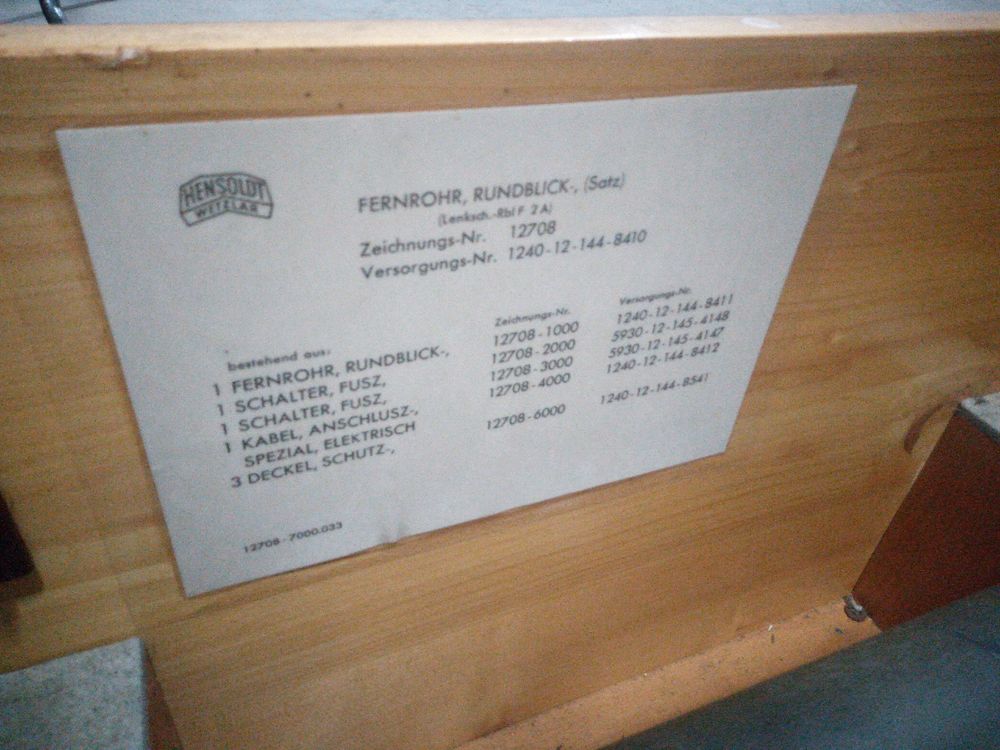 HENSOLDT
WETZLAR
FERNROHR, RUNDBLICK-, (Satz)
(Lenksch.-RblF 2A)
Zeichnungs-Nr. 12708
Versorgungs-Nr. 1240-12-144-8410
Zeichnungs-Nr. Versorgungs-Nr.
bestehend aus:
1 FERNROHR, RUNDBLICK-, 12708-1000 1240-12-144-8411
1 SCHALTER, FUSZ, 12708-2000 5930-12-145-4148
1 SCHALTER, FUSZ, 12708-3000 5930-12-145-4147
1 KABEL, ANSCHLUSZ-, 12708-4000 1240-12-144-8412
SPEZIAL, ELEKTRISCH
3 DECKEL, SCHUTZ-, 12708-6000 1240-12-144-8541
12708-7000.033